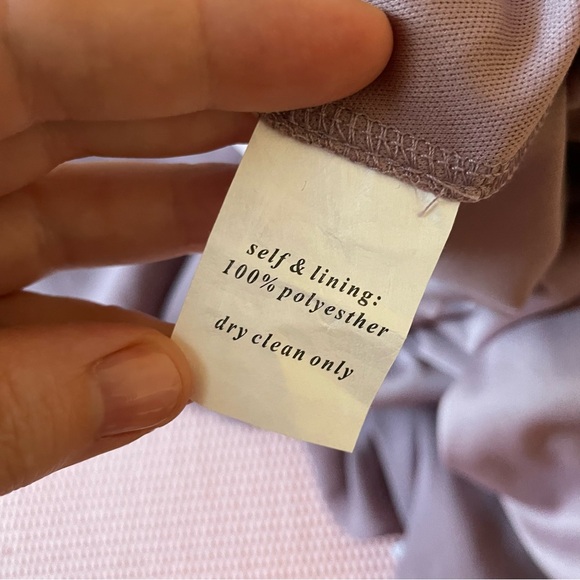 self & lining:
100% polyesther
dry clean only